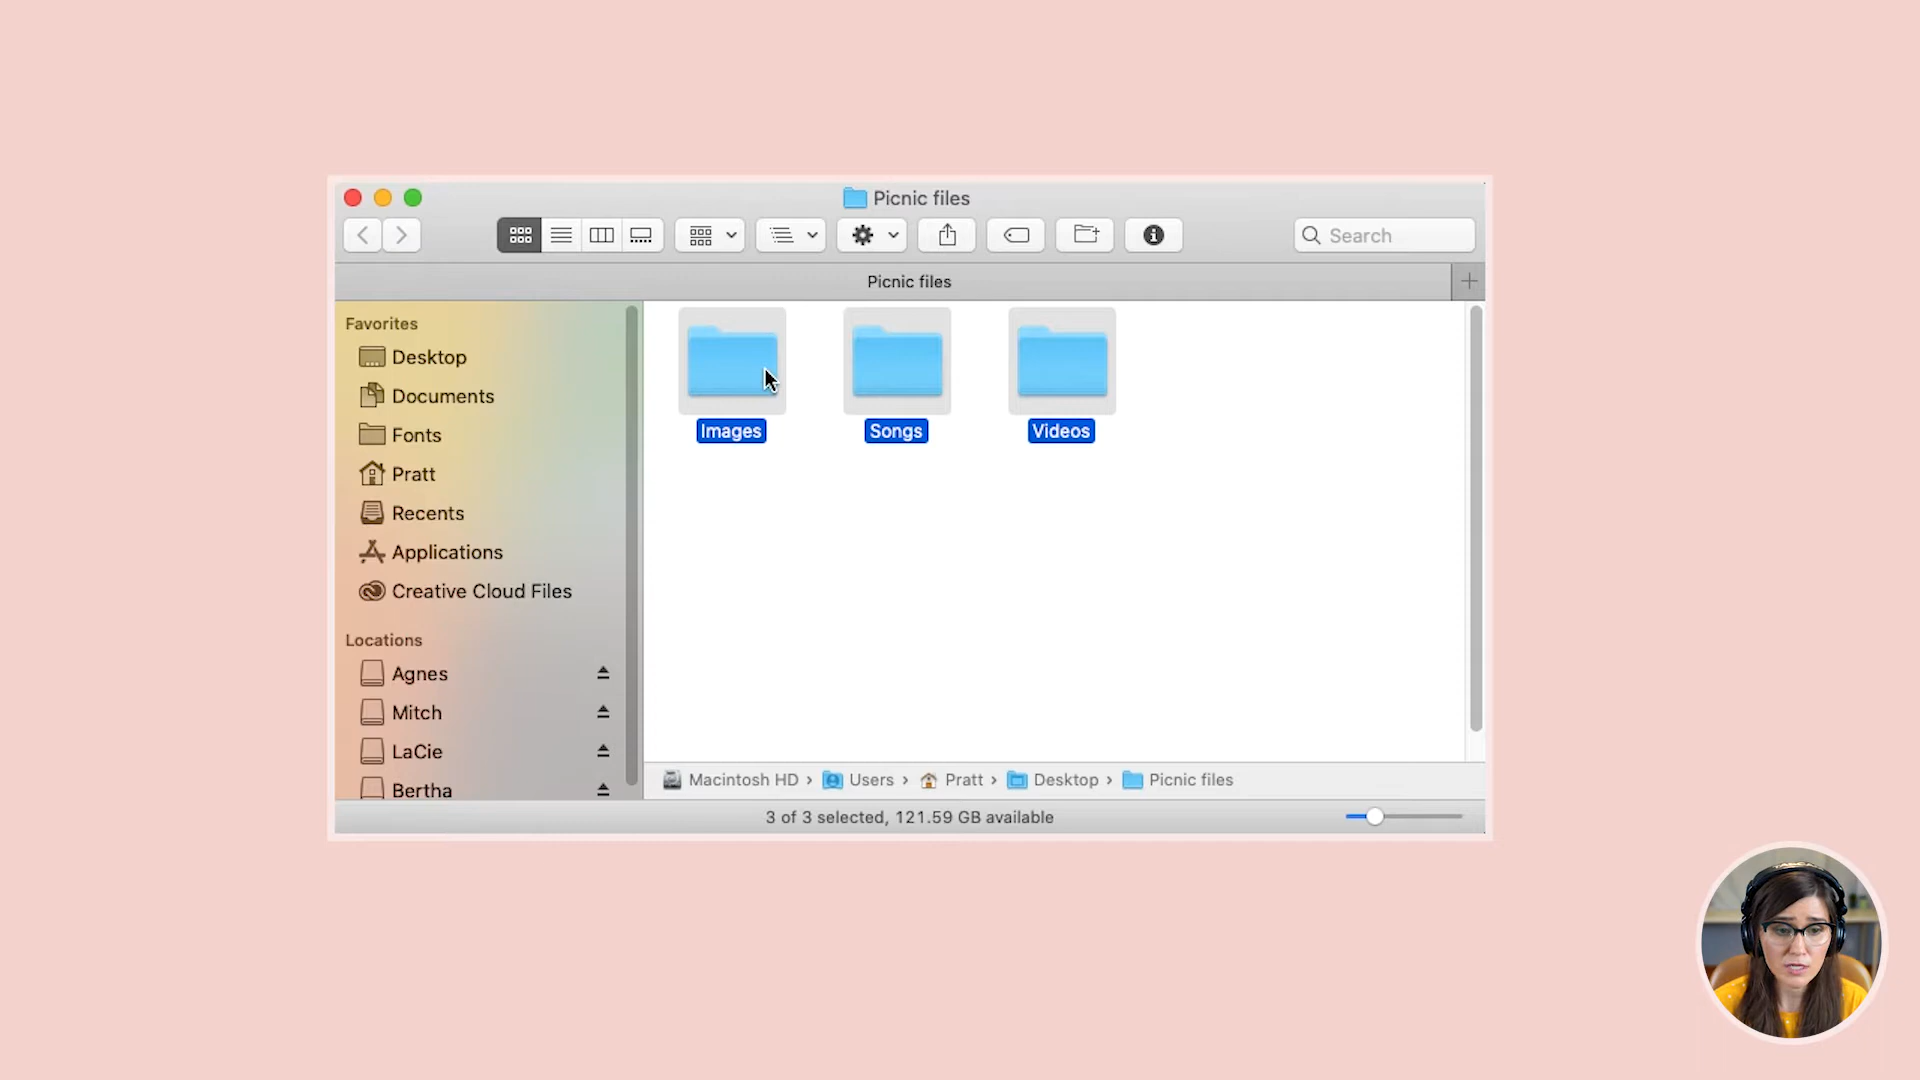 Picnic files
Search
Picnic files
Favorites
Desktop
Documents
Fonts
Pratt
Recents
Applications
Creative Cloud Files
Locations
Agnes
Mitch
LaCie
Bertha
Images
Songs
Videos
Macintosh HD › Users › Pratt › Desktop › Picnic files
3 of 3 selected, 121.59 GB available